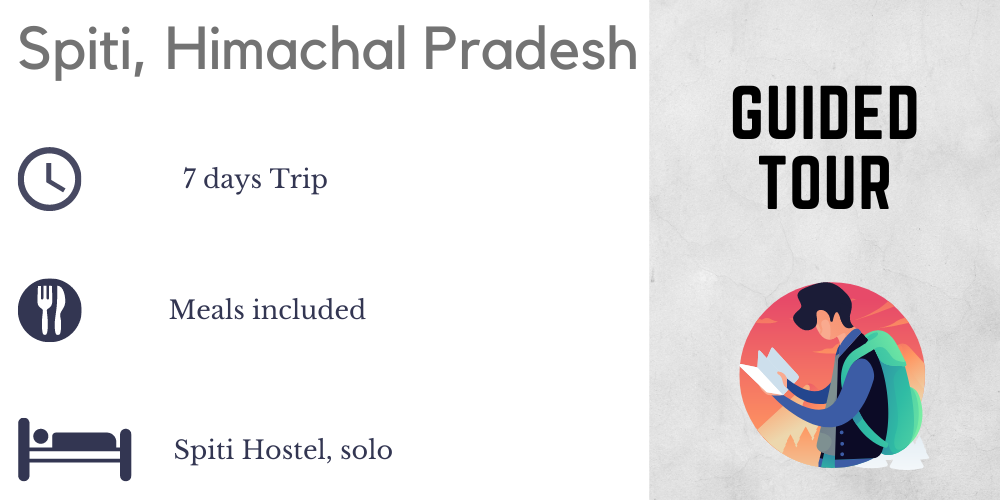 Spiti, Himachal Pradesh
7 days Trip
Meals included
Spiti Hostel, solo
GUIDED
TOUR